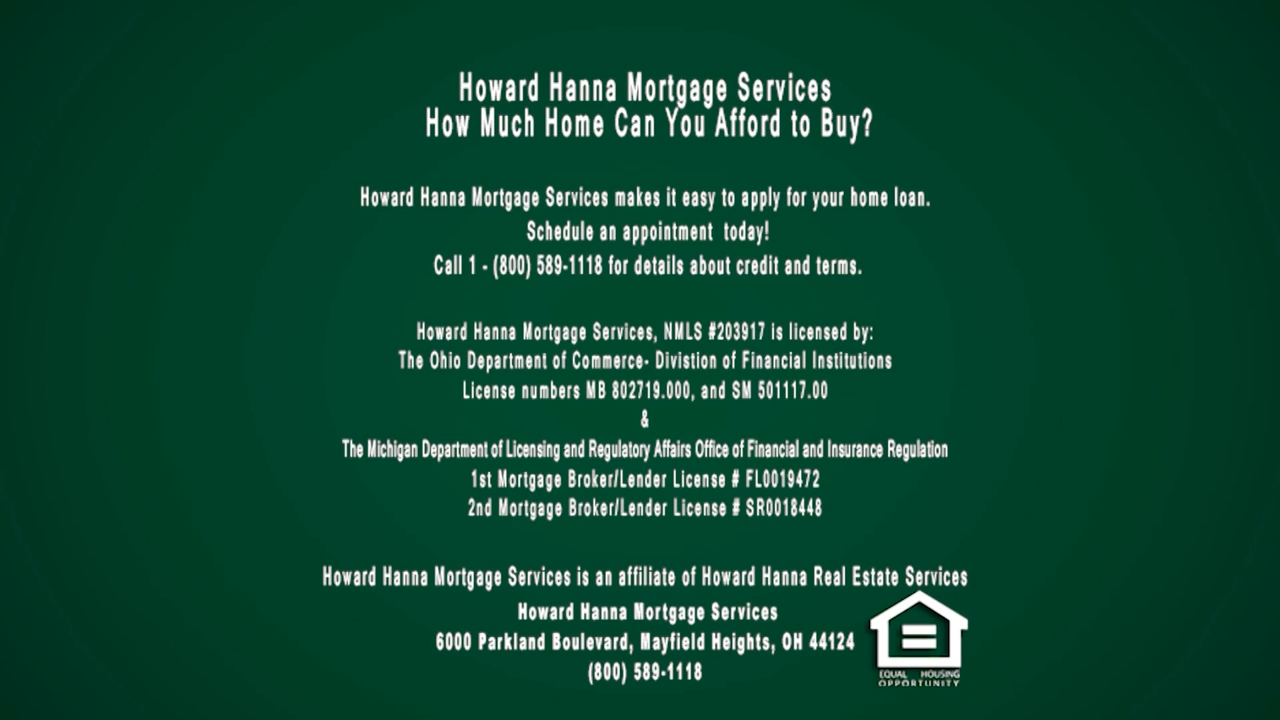 Howard Hanna Mortgage Services
How Much Home Can You Afford to Buy?
Howard Hanna Mortgage Services makes it easy to apply for your home loan.
Schedule an appointment today!
Call 1 - (800) 589-1118 for details about credit and terms.
Howard Hanna Mortgage Services, NMLS #203917 is licensed by:
The Ohio Department of Commerce- Divistion of Financial Institutions
License numbers MB 802719.000, and SM 501117.00
&
The Michigan Department of Licensing and Regulatory Affairs Office of Financial and Insurance Regulation
1st Mortgage Broker/Lender License # FL0019472
2nd Mortgage Broker/Lender License # SR0018448
Howard Hanna Mortgage Services is an affiliate of Howard Hanna Real Estate Services
Howard Hanna Mortgage Services
6000 Parkland Boulevard, Mayfield Heights, OH 44124
(800) 589-1118
EQUAL HOUSING
OPPORTUNITY